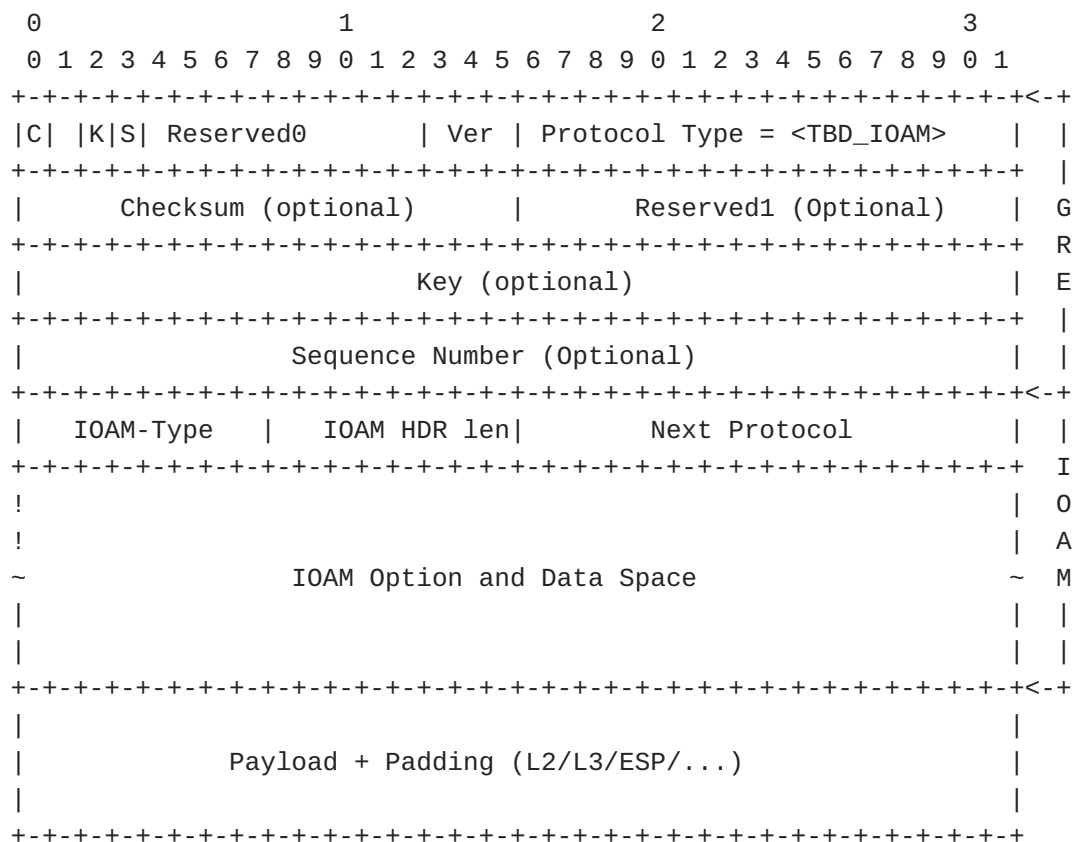 0                   1                   2                   3
 0 1 2 3 4 5 6 7 8 9 0 1 2 3 4 5 6 7 8 9 0 1 2 3 4 5 6 7 8 9 0 1
+-+-+-+-+-+-+-+-+-+-+-+-+-+-+-+-+-+-+-+-+-+-+-+-+-+-+-+-+-+-+-+-+<-+
|C| |K|S| Reserved0       | Ver | Protocol Type = <TBD_IOAM>    |  |
+-+-+-+-+-+-+-+-+-+-+-+-+-+-+-+-+-+-+-+-+-+-+-+-+-+-+-+-+-+-+-+-+  |
|      Checksum (optional)      |       Reserved1 (Optional)    |  G
+-+-+-+-+-+-+-+-+-+-+-+-+-+-+-+-+-+-+-+-+-+-+-+-+-+-+-+-+-+-+-+-+  R
|                         Key (optional)                        |  E
+-+-+-+-+-+-+-+-+-+-+-+-+-+-+-+-+-+-+-+-+-+-+-+-+-+-+-+-+-+-+-+-+  |
|                 Sequence Number (Optional)                    |  |
+-+-+-+-+-+-+-+-+-+-+-+-+-+-+-+-+-+-+-+-+-+-+-+-+-+-+-+-+-+-+-+-+<-+
|   IOAM-Type   |   IOAM HDR len|        Next Protocol          |  |
+-+-+-+-+-+-+-+-+-+-+-+-+-+-+-+-+-+-+-+-+-+-+-+-+-+-+-+-+-+-+-+-+  I
!                                                               |  O
!                                                               |  A
~                 IOAM Option and Data Space                    ~  M
|                                                               |  |
|                                                               |  |
+-+-+-+-+-+-+-+-+-+-+-+-+-+-+-+-+-+-+-+-+-+-+-+-+-+-+-+-+-+-+-+-+<-+
|                                                               |
|             Payload + Padding (L2/L3/ESP/...)                 |
|                                                               |
+-+-+-+-+-+-+-+-+-+-+-+-+-+-+-+-+-+-+-+-+-+-+-+-+-+-+-+-+-+-+-+-+